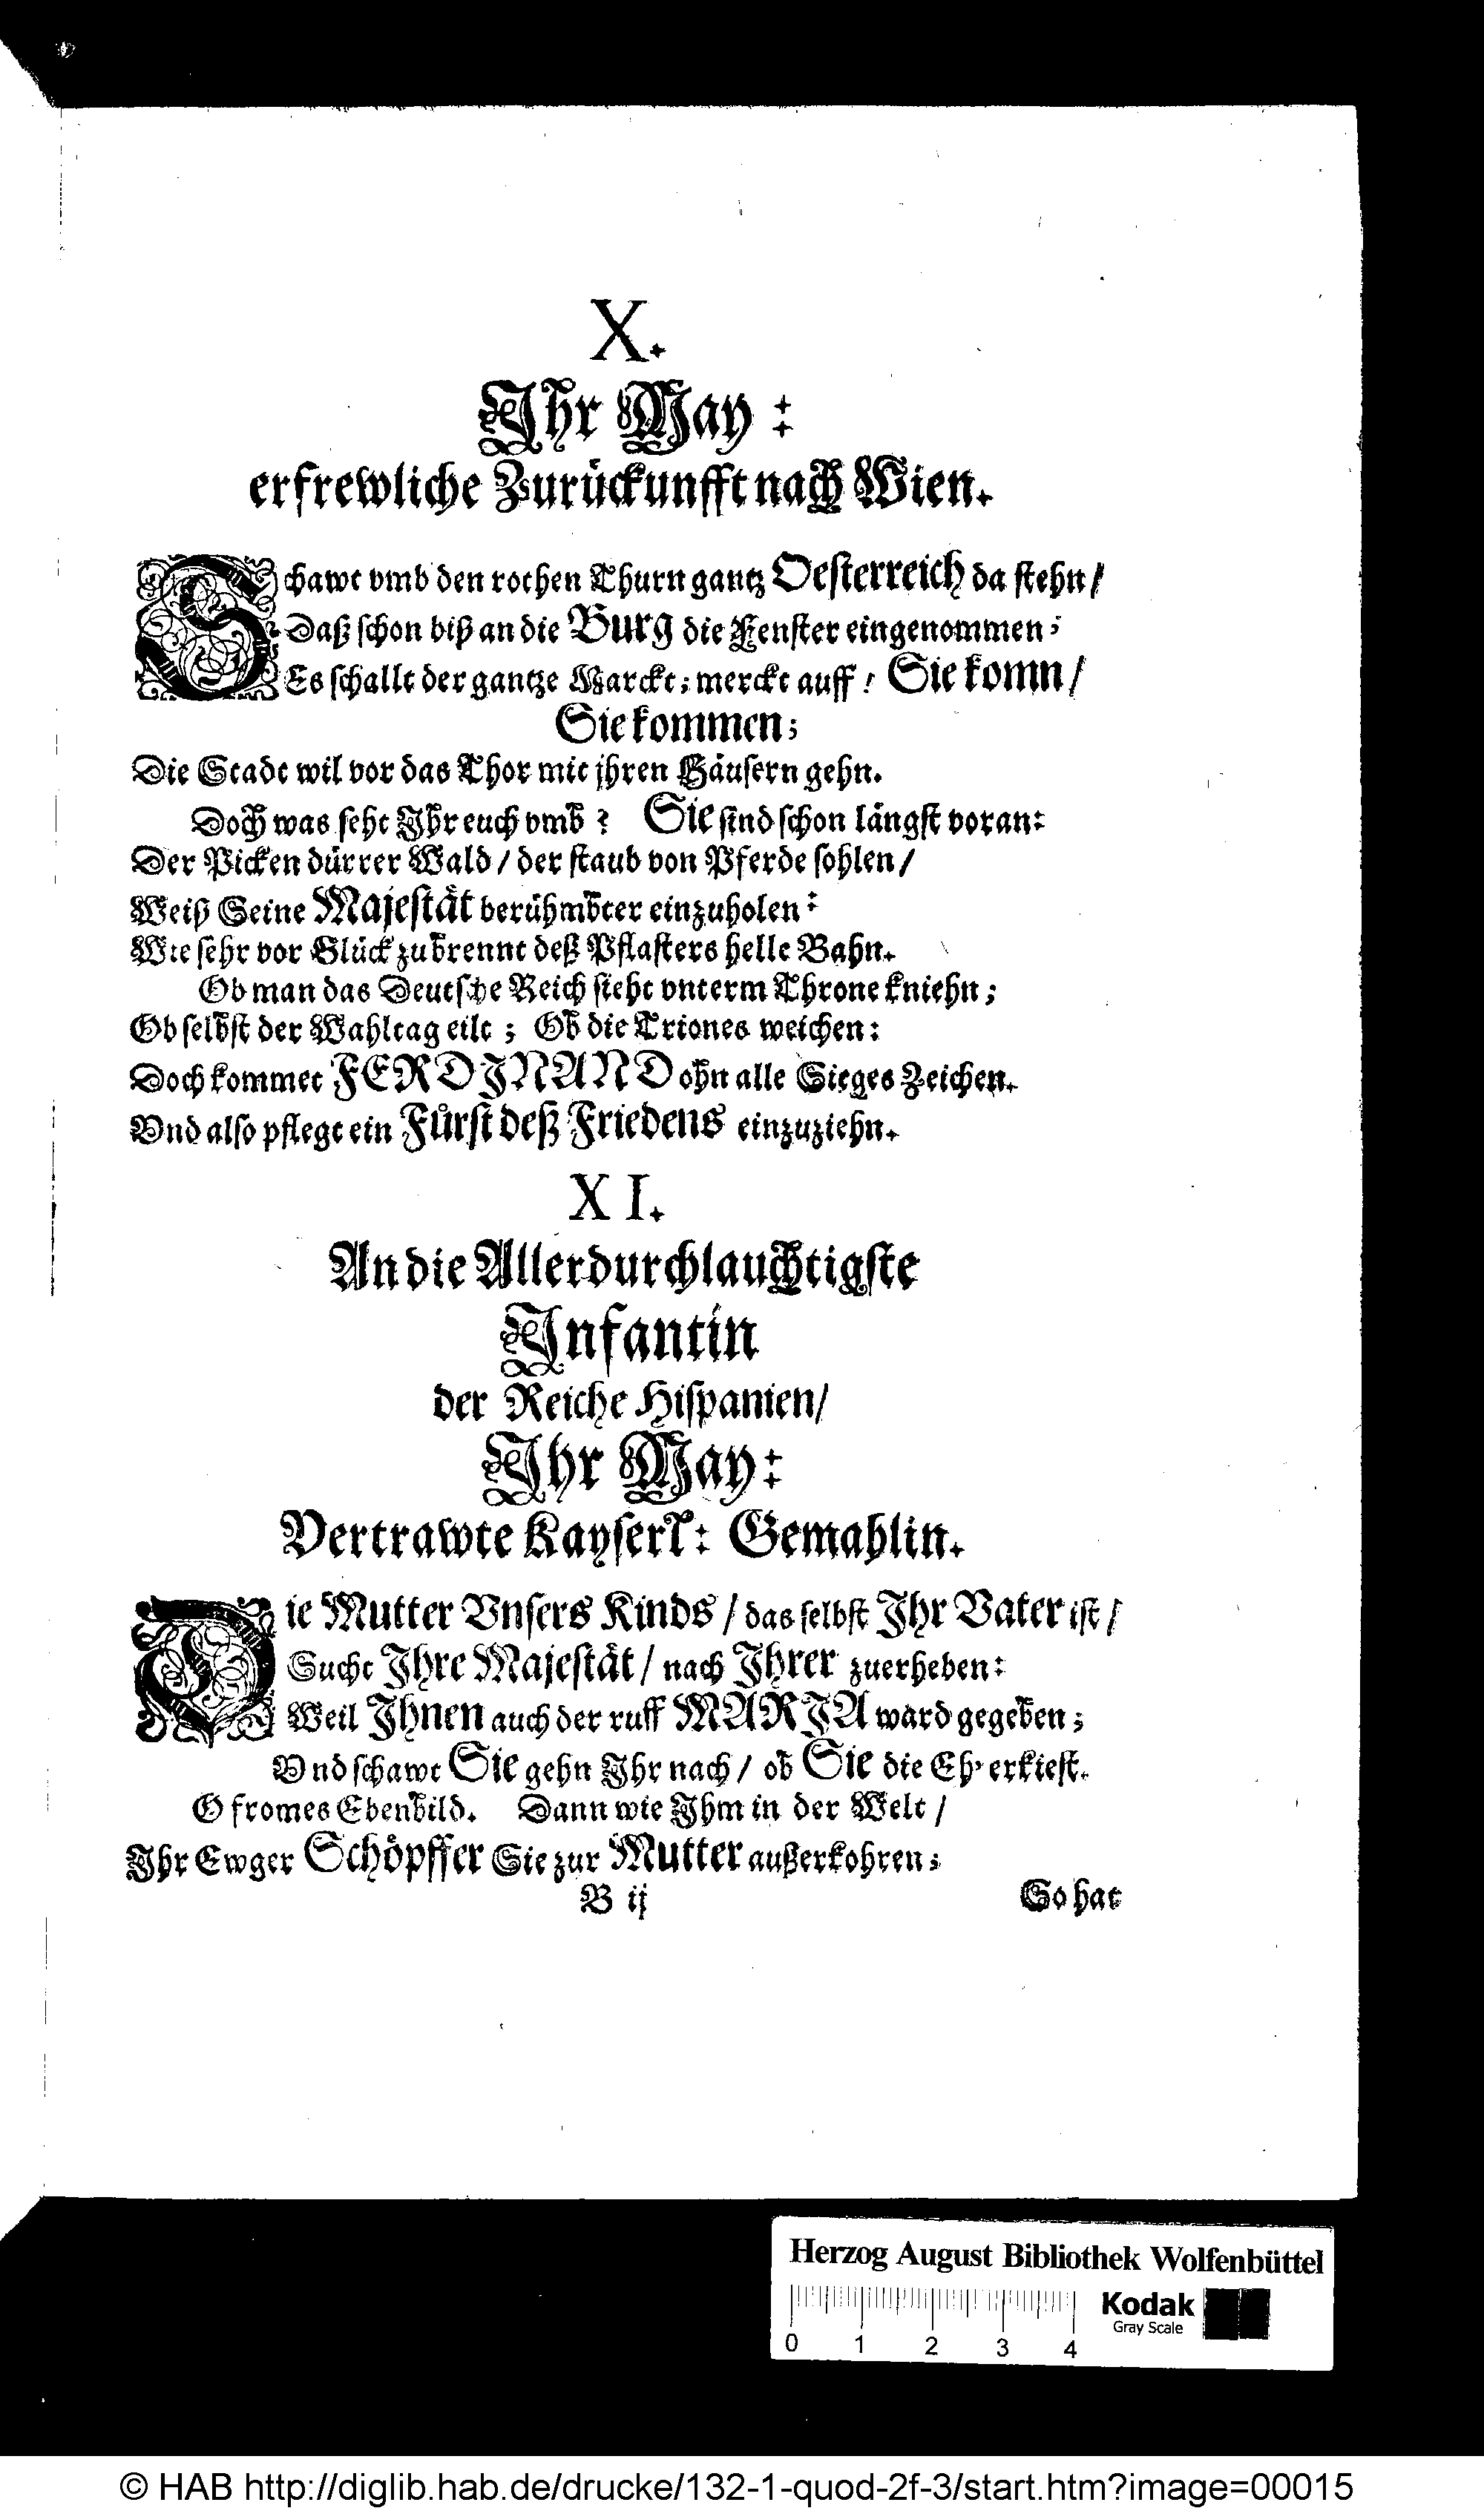 X.
Ihr May:
erfrewliche Zurückunfft nach Wien.
Schawt vmb den rothen Thurn gantz Oesterreich da stehn/
Daß schon biß an die Burg die Fenster eingenommen;
Es schallt der gantze Marckt; merckt auff! Sie komn/
Sie kommen;
Die Stadt wil vor das Thor mit jhren Häusern gehn.
Doch was seht Ihr euch vmb? Sie sind schon längst voran:
Der Picken dürrer Wald/ der staub von Pferde sohlen/
Weiß Seine Majestät berühmbter einzuholen:
Wie sehr vor Glück zubrennt deß Pflasters helle Bahn.
Ob man das Deutsche Reich sieht vnterm Throne kniehn;
Ob selbst der Wahltag eilt; Ob die Triones weichen:
Doch kommet FERDINAND ohn alle Sieges Zeichen.
Vnd also pflegt ein Fürst deß Friedens einzuziehn.
XI.
An die Allerdurchlauchtigste
Infantin
der Reiche Hispanien/
Ihr May:
Vertrawte Kayserl: Gemahlin.
Die Mutter Vnsers Kinds/ das selbst Ihr Vater ist/
Sucht Ihre Majestät/ nach Ihrer zuerheben:
Weil Ihnen auch der ruff MARIA ward gegeben;
Vnd schawt Sie gehn Ihr nach/ ob Sie die Eh' erkiest.
O fromes Ebenbild. Dann wie Ihm in der Welt/
Ihr Ewger Schöpffer Sie zur Mutter außerkohren;
B ij So hat
Herzog August Bibliothek Wolfenbüttel
Kodak
Gray Scale
0 1 2 3 4
© HAB http://diglib.hab.de/drucke/132-1-quod-2f-3/start.htm?image=00015